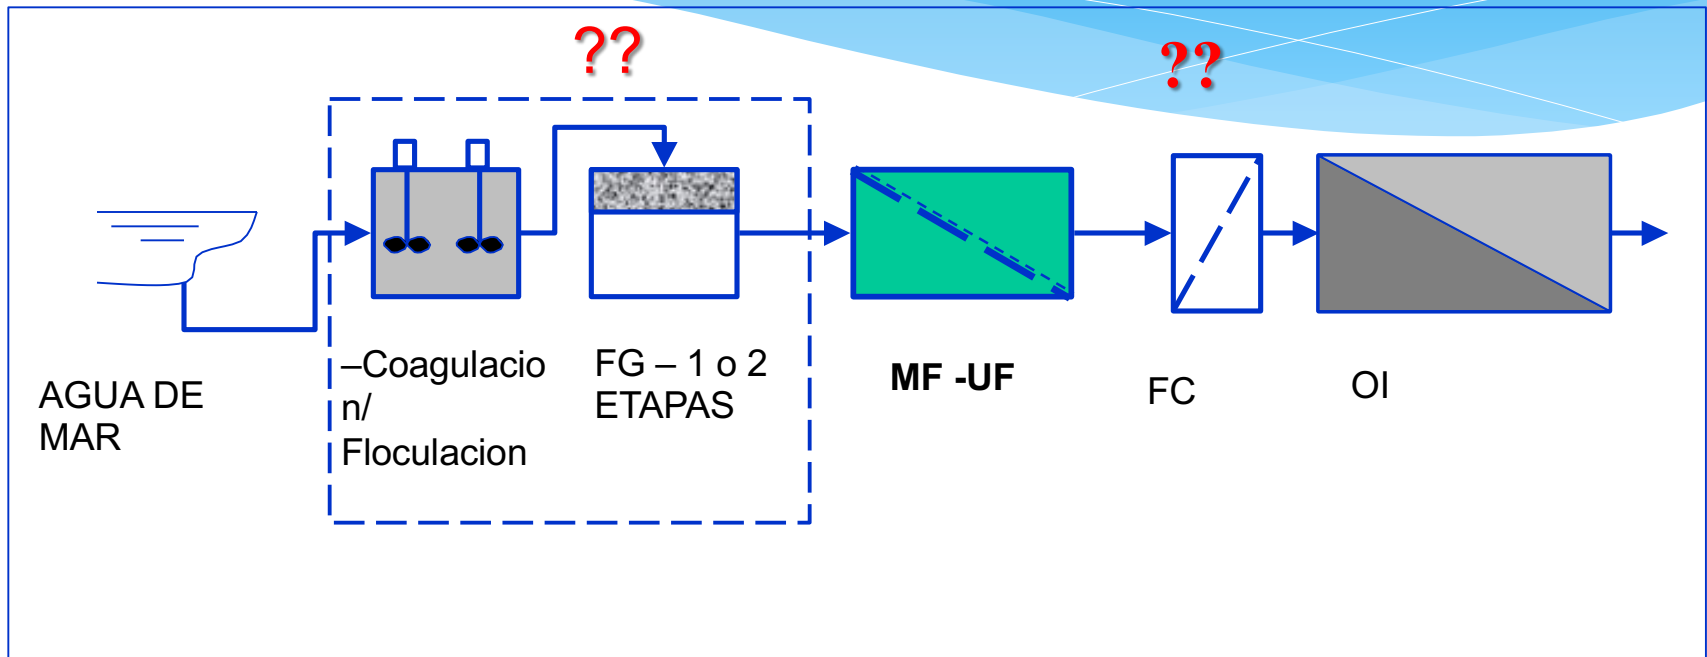 ??
??
–Coagulacio
n/
Floculacion
FG – 1 o 2
ETAPAS
MF -UF
FC
OI
AGUA DE
MAR